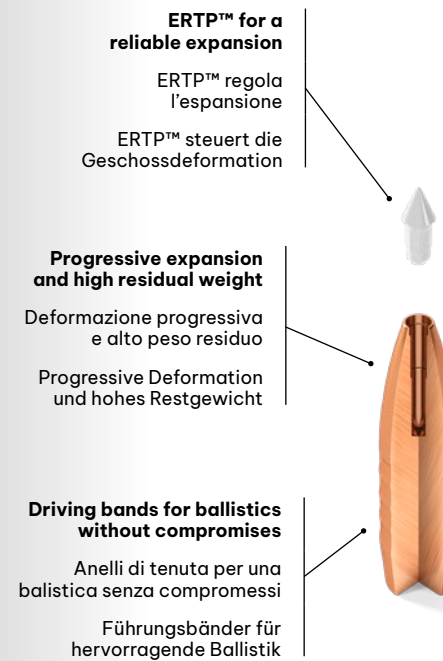 ERTP™ for a
reliable expansion
ERTP™ regola
l’espansione
ERTP™ steuert die
Geschossdeformation
Progressive expansion
and high residual weight
Deformazione progressiva
e alto peso residuo
Progressive Deformation
und hohes Restgewicht
Driving bands for ballistics
without compromises
Anelli di tenuta per una
balistica senza compromessi
Führungsbänder für
hervorragende Ballistik